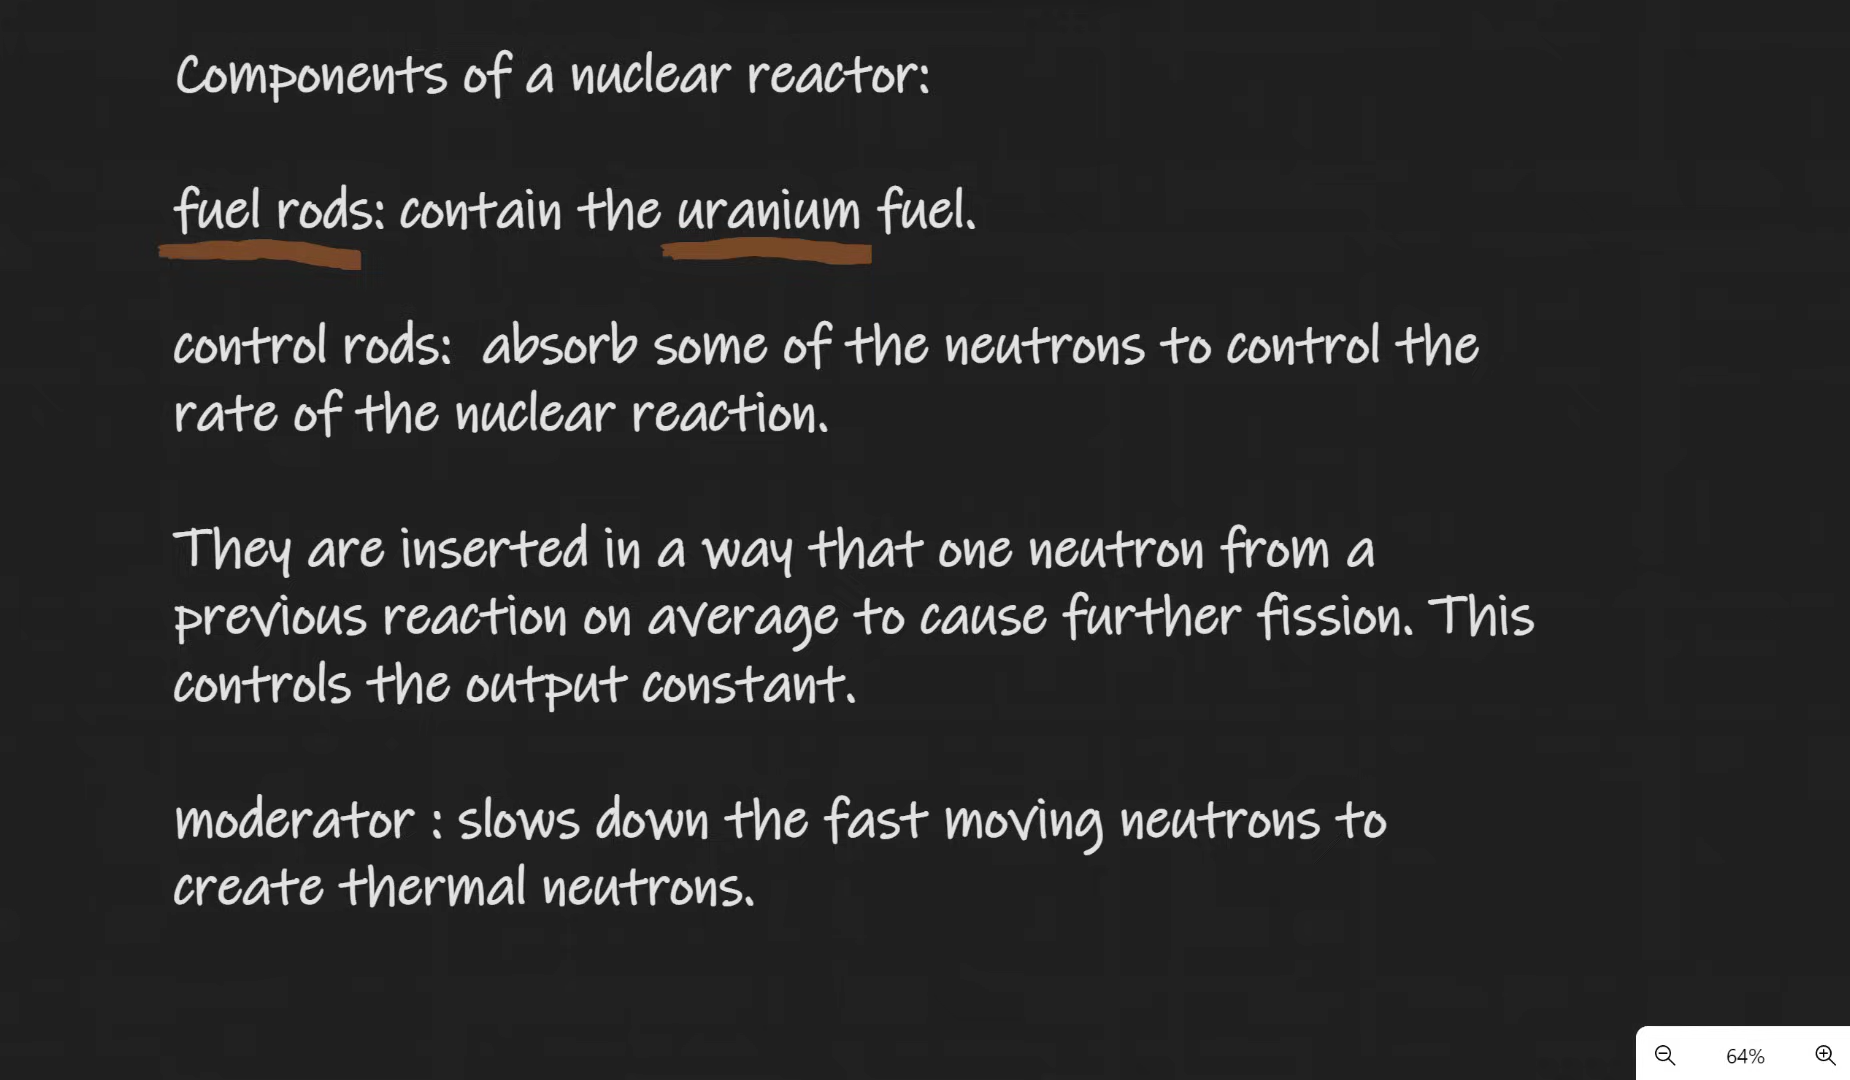 Components of a nuclear reactor:
fuel rods: contain the uranium fuel.
control rods:  absorb some of the neutrons to control the
rate of the nuclear reaction.
They are inserted in a way that one neutron from a
previous reaction on average to cause further fission. This
controls the output constant.
moderator : slows down the fast moving neutrons to
create thermal neutrons.
64%